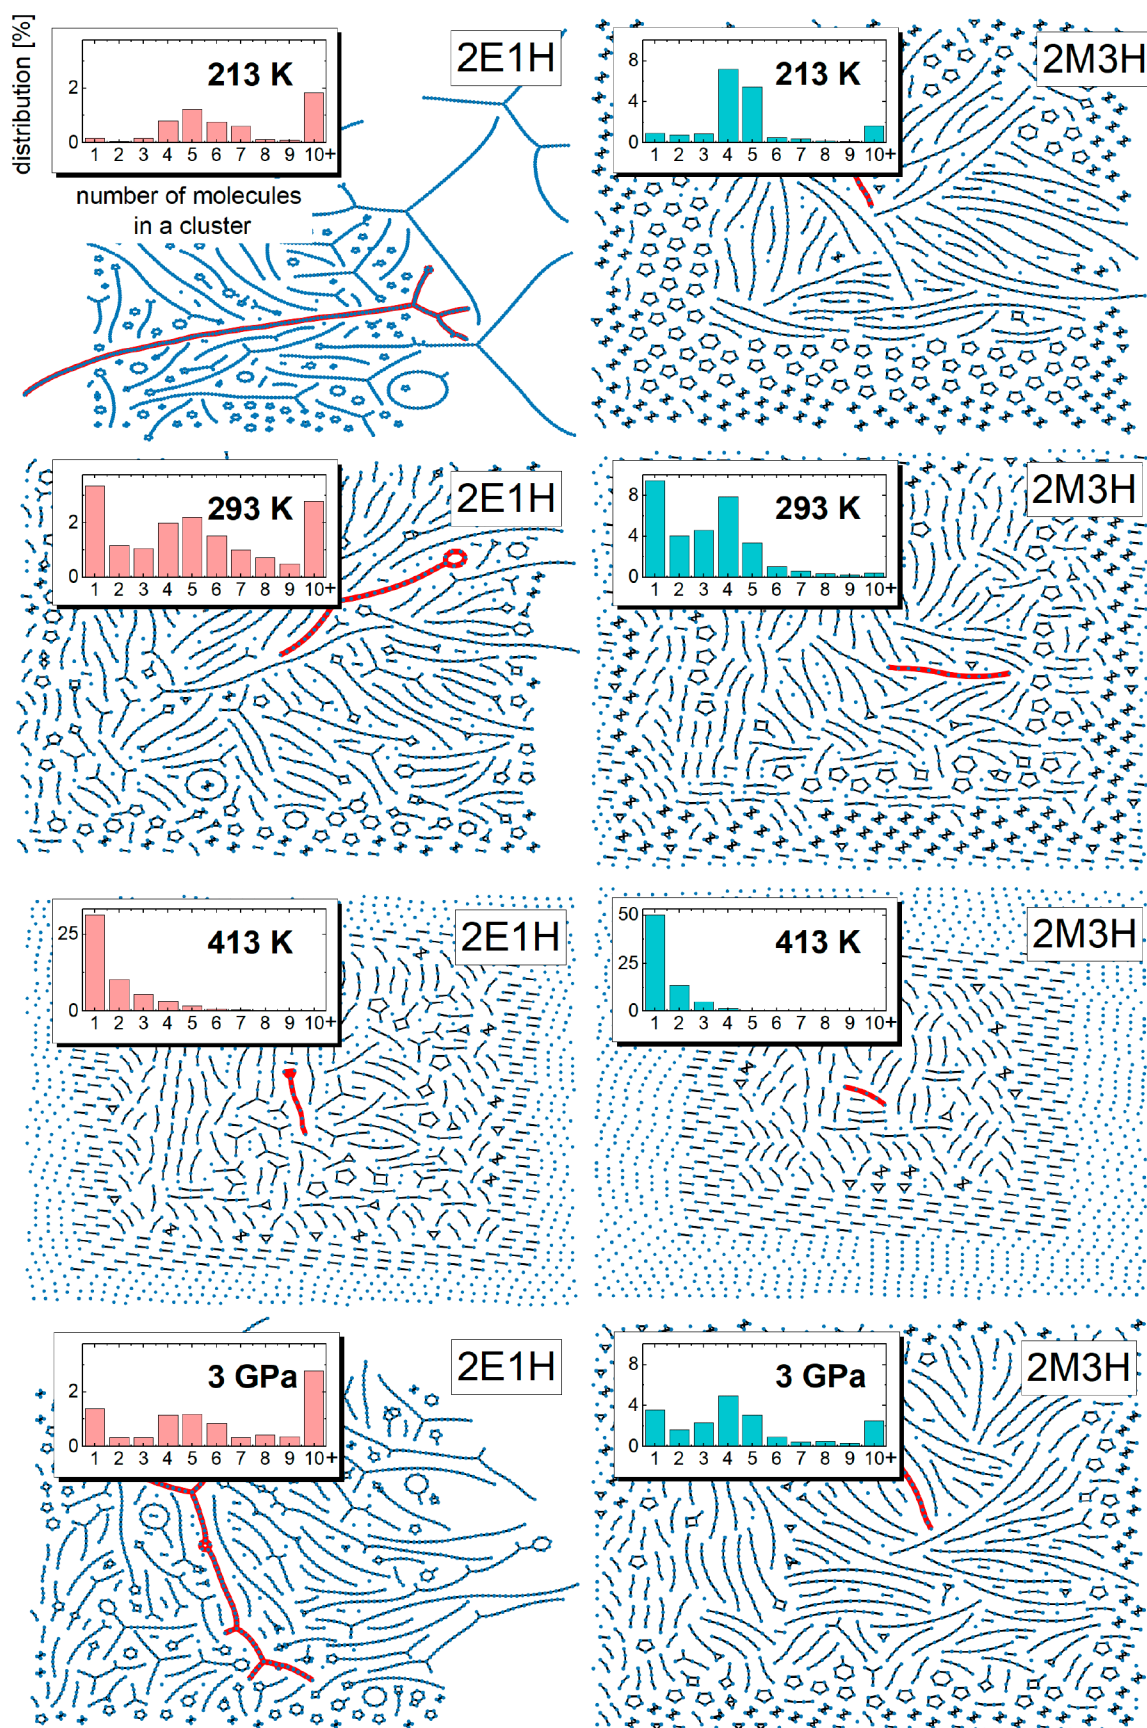 distribution [%]
213 K
2
0
1 2 3 4 5 6 7 8 9 10+
number of molecules
in a cluster
2E1H
213 K
8
4
0
1 2 3 4 5 6 7 8 9 10+
2M3H
293 K
2
0
1 2 3 4 5 6 7 8 9 10+
2E1H
293 K
8
4
0
1 2 3 4 5 6 7 8 9 10+
2M3H
413 K
25
0
1 2 3 4 5 6 7 8 9 10+
2E1H
413 K
50
25
0
1 2 3 4 5 6 7 8 9 10+
2M3H
3 GPa
2
0
1 2 3 4 5 6 7 8 9 10+
2E1H
3 GPa
8
4
0
1 2 3 4 5 6 7 8 9 10+
2M3H